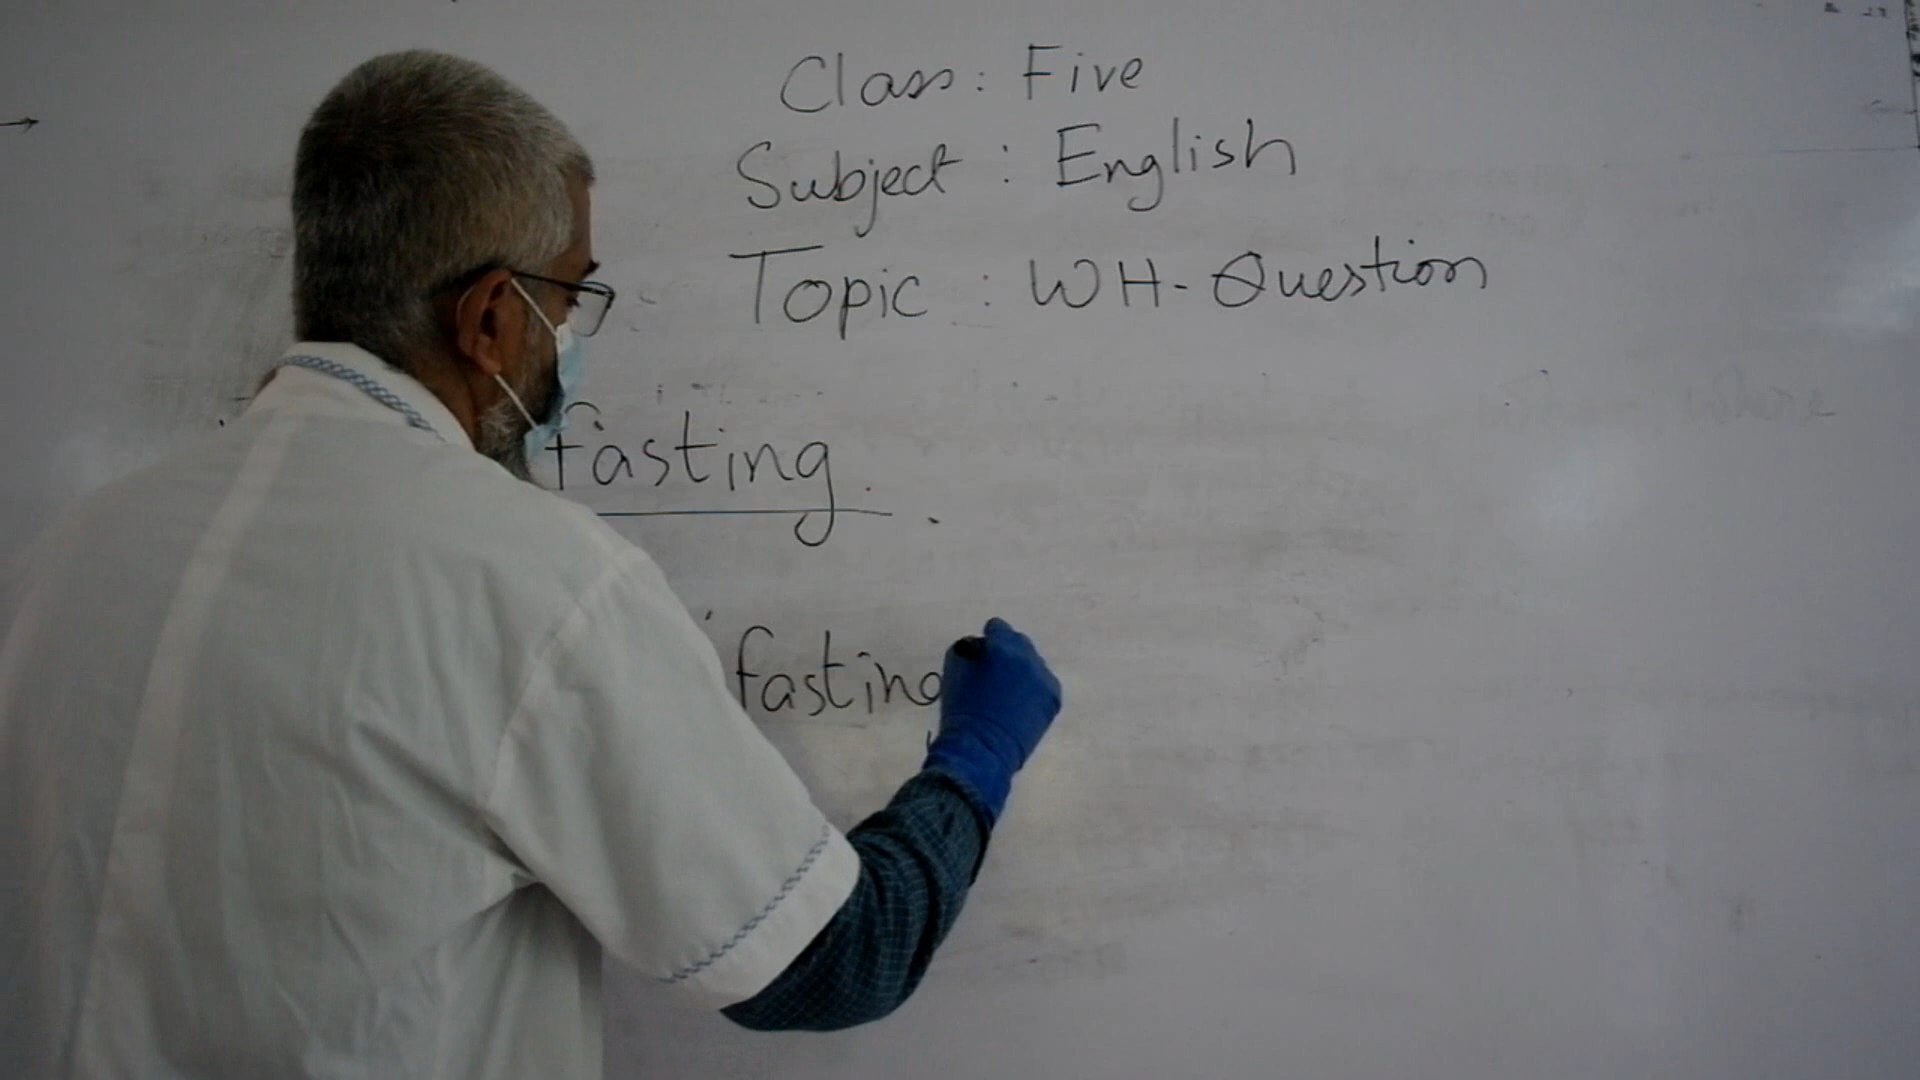 Class: Five
Subject : English
Topic : WH-Question
fasting.
fasting